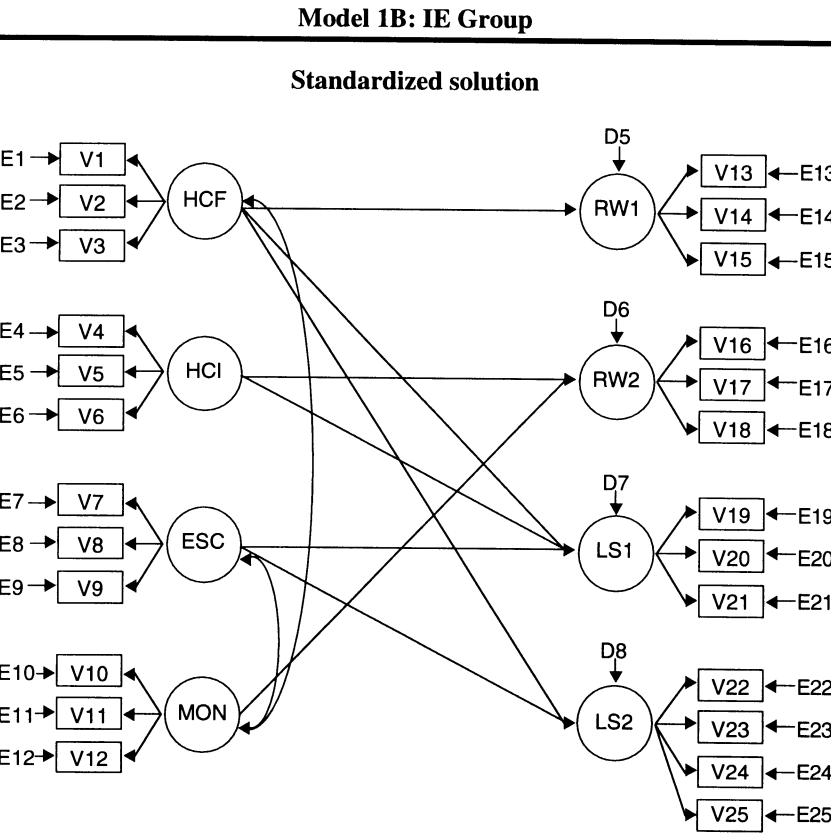 Model 1B: IE Group
Standardized solution
E1 V1
E2 V2
E3 V3
HCF
D5
RW1
V13 E13
V14 E14
V15 E15
E4 V4
E5 V5
E6 V6
HCI
D6
RW2
V16 E16
V17 E17
V18 E18
E7 V7
E8 V8
E9 V9
ESC
D7
LS1
V19 E19
V20 E20
V21 E21
E10 V10
E11 V11
E12 V12
MON
D8
LS2
V22 E22
V23 E23
V24 E24
V25 E25